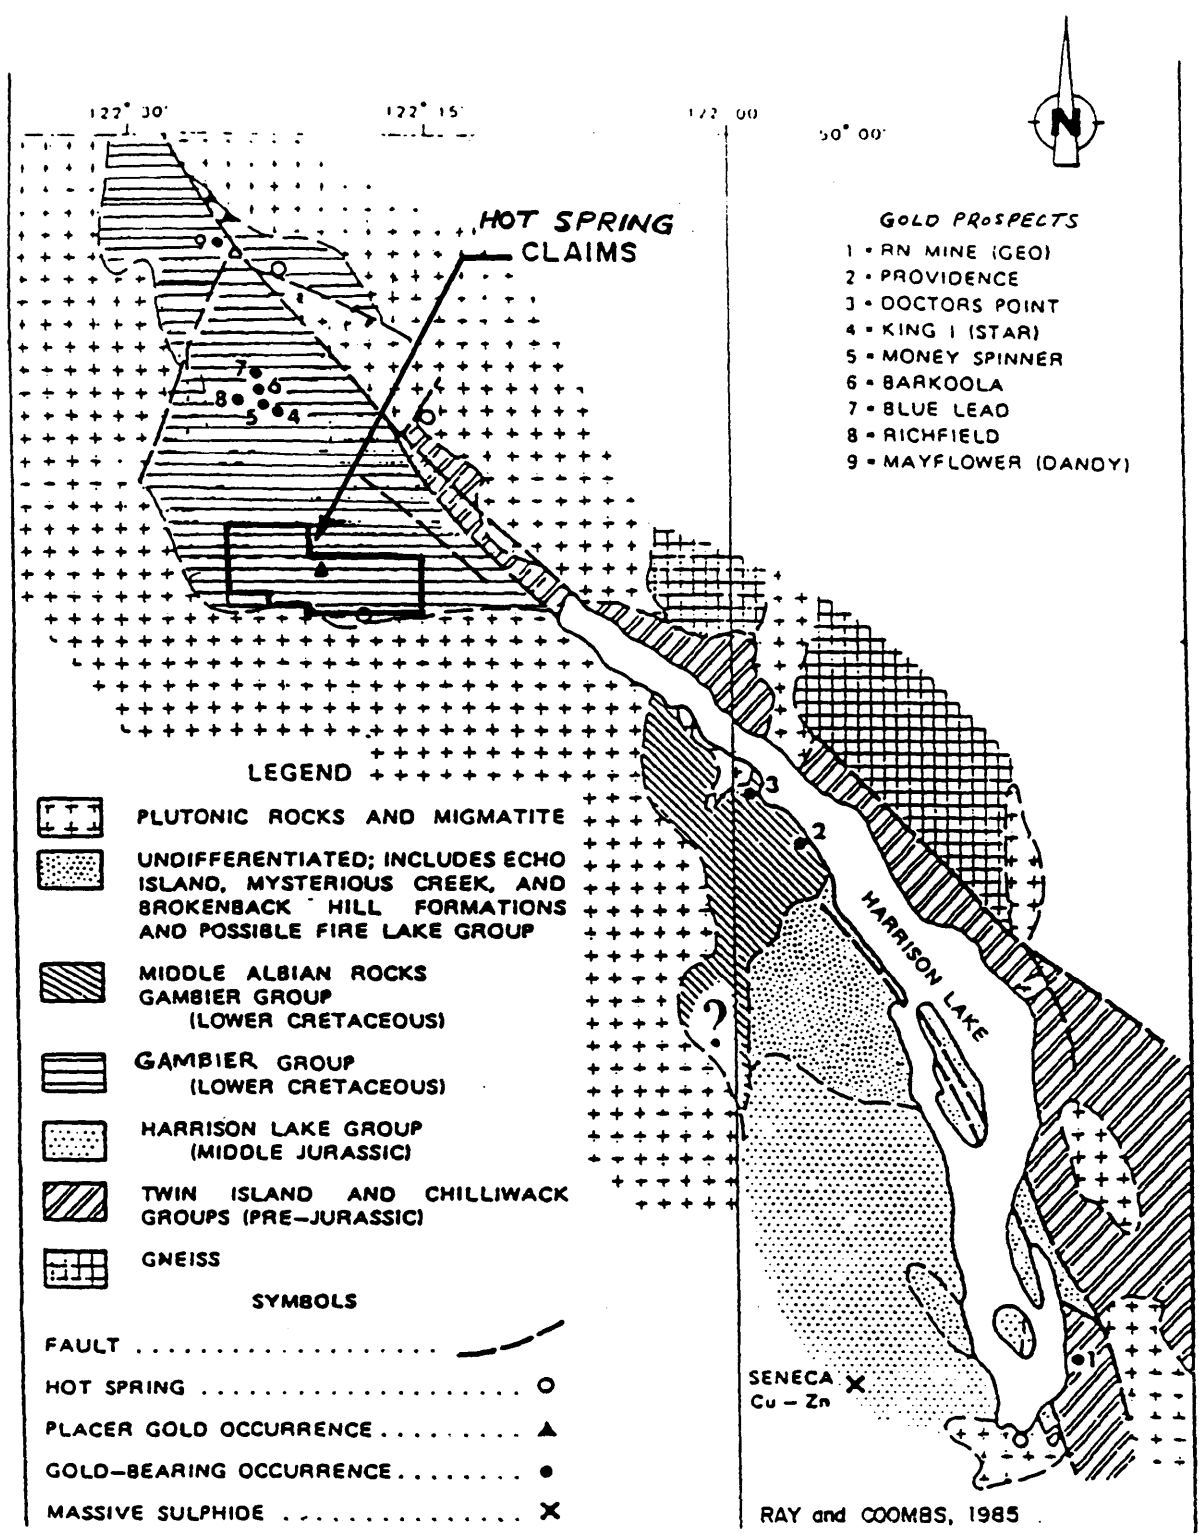 122° 30'
122° 15'
122 00
50° 00'
N
HOT SPRING
CLAIMS
GOLD PROSPECTS
1 - RN MINE (GEO)
2 - PROVIDENCE
3 - DOCTORS POINT
4 - KING I (STAR)
5 - MONEY SPINNER
6 - BARKOOLA
7 - BLUE LEAD
8 - RICHFIELD
9 - MAYFLOWER (DANDY)
9
7
6
8
5
4
3
2
HARRISON LAKE
?
1
SENECA
Cu – Zn
LEGEND
PLUTONIC ROCKS AND MIGMATITE
UNDIFFERENTIATED; INCLUDES ECHO
ISLAND, MYSTERIOUS CREEK, AND
BROKENBACK HILL FORMATIONS
AND POSSIBLE FIRE LAKE GROUP
MIDDLE ALBIAN ROCKS
GAMBIER GROUP
(LOWER CRETACEOUS)
GAMBIER GROUP
(LOWER CRETACEOUS)
HARRISON LAKE GROUP
(MIDDLE JURASSIC)
TWIN ISLAND AND CHILLIWACK
GROUPS (PRE–JURASSIC)
GNEISS
SYMBOLS
FAULT
HOT SPRING
PLACER GOLD OCCURRENCE
GOLD–BEARING OCCURRENCE
MASSIVE SULPHIDE
RAY and COOMBS, 1985